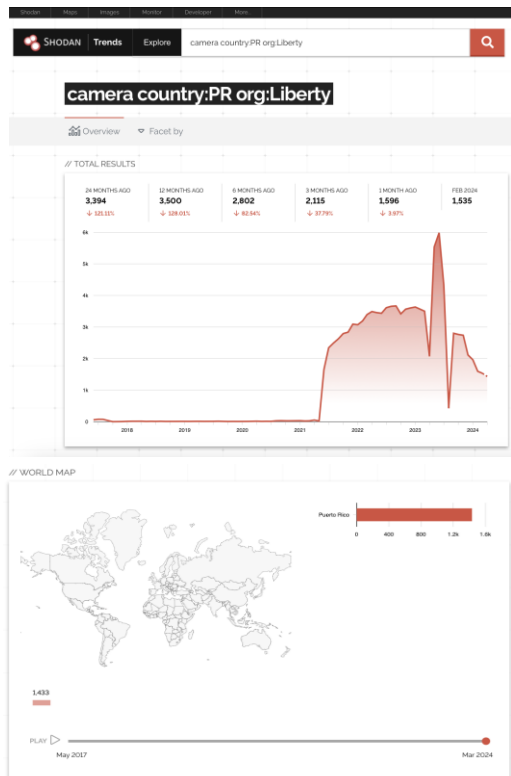 Shodan Maps Images Monitor Developer More...
SHODAN Trends Explore camera country:PR org:Liberty
camera country:PR org:Liberty
Overview Facet by
// TOTAL RESULTS
24 MONTHS AGO 12 MONTHS AGO 6 MONTHS AGO 3 MONTHS AGO 1 MONTH AGO FEB 2024
3,394 3,500 2,802 2,115 1,596 1,535
121.11% 128.01% 82.54% 37.79% 3.97%
6k
5k
4k
3k
2k
1k
0
2018 2019 2020 2021 2022 2023 2024
// WORLD MAP
Puerto Rico
0 400 800 1.2k 1.6k
1,433
PLAY
May 2017 Mar 2024